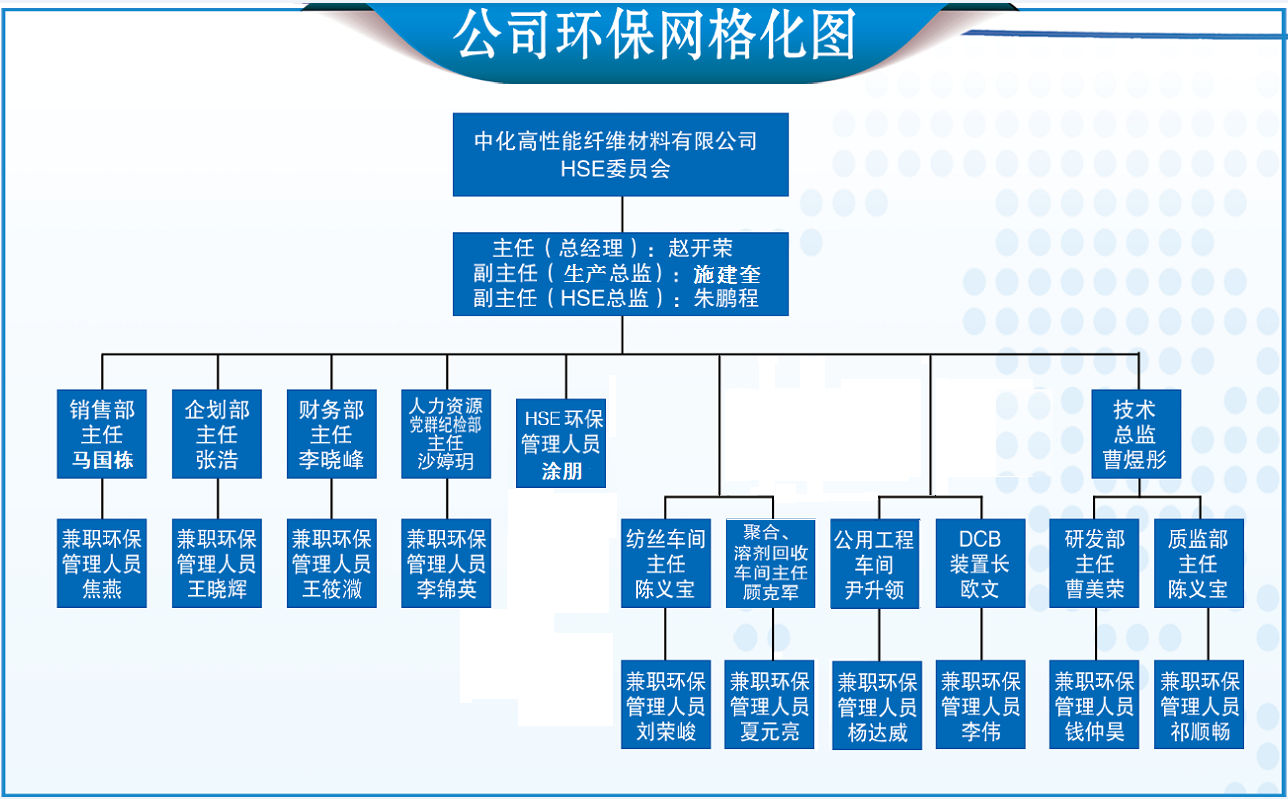 公司环保网格化图
中化高性能纤维材料有限公司
HSE委员会
主任（总经理）：赵开荣
副主任（生产总监）：施建奎
副主任（HSE总监）：朱鹏程
销售部
主任
马国栋
企划部
主任
张浩
财务部
主任
李晓峰
人力资源
党群纪检部
主任
沙婷玥
HSE 环保
管理人员
涂朋
技术
总监
曹煜彤
兼职环保
管理人员
焦燕
兼职环保
管理人员
王晓辉
兼职环保
管理人员
王筱溦
兼职环保
管理人员
李锦英
纺丝车间
主任
陈义宝
聚合、
溶剂回收
车间主任
顾克军
公用工程
车间
尹升领
DCB
装置长
欧文
研发部
主任
曹美荣
质监部
主任
陈义宝
兼职环保
管理人员
刘荣峻
兼职环保
管理人员
夏元亮
兼职环保
管理人员
杨达威
兼职环保
管理人员
李伟
兼职环保
管理人员
钱仲昊
兼职环保
管理人员
祁顺畅